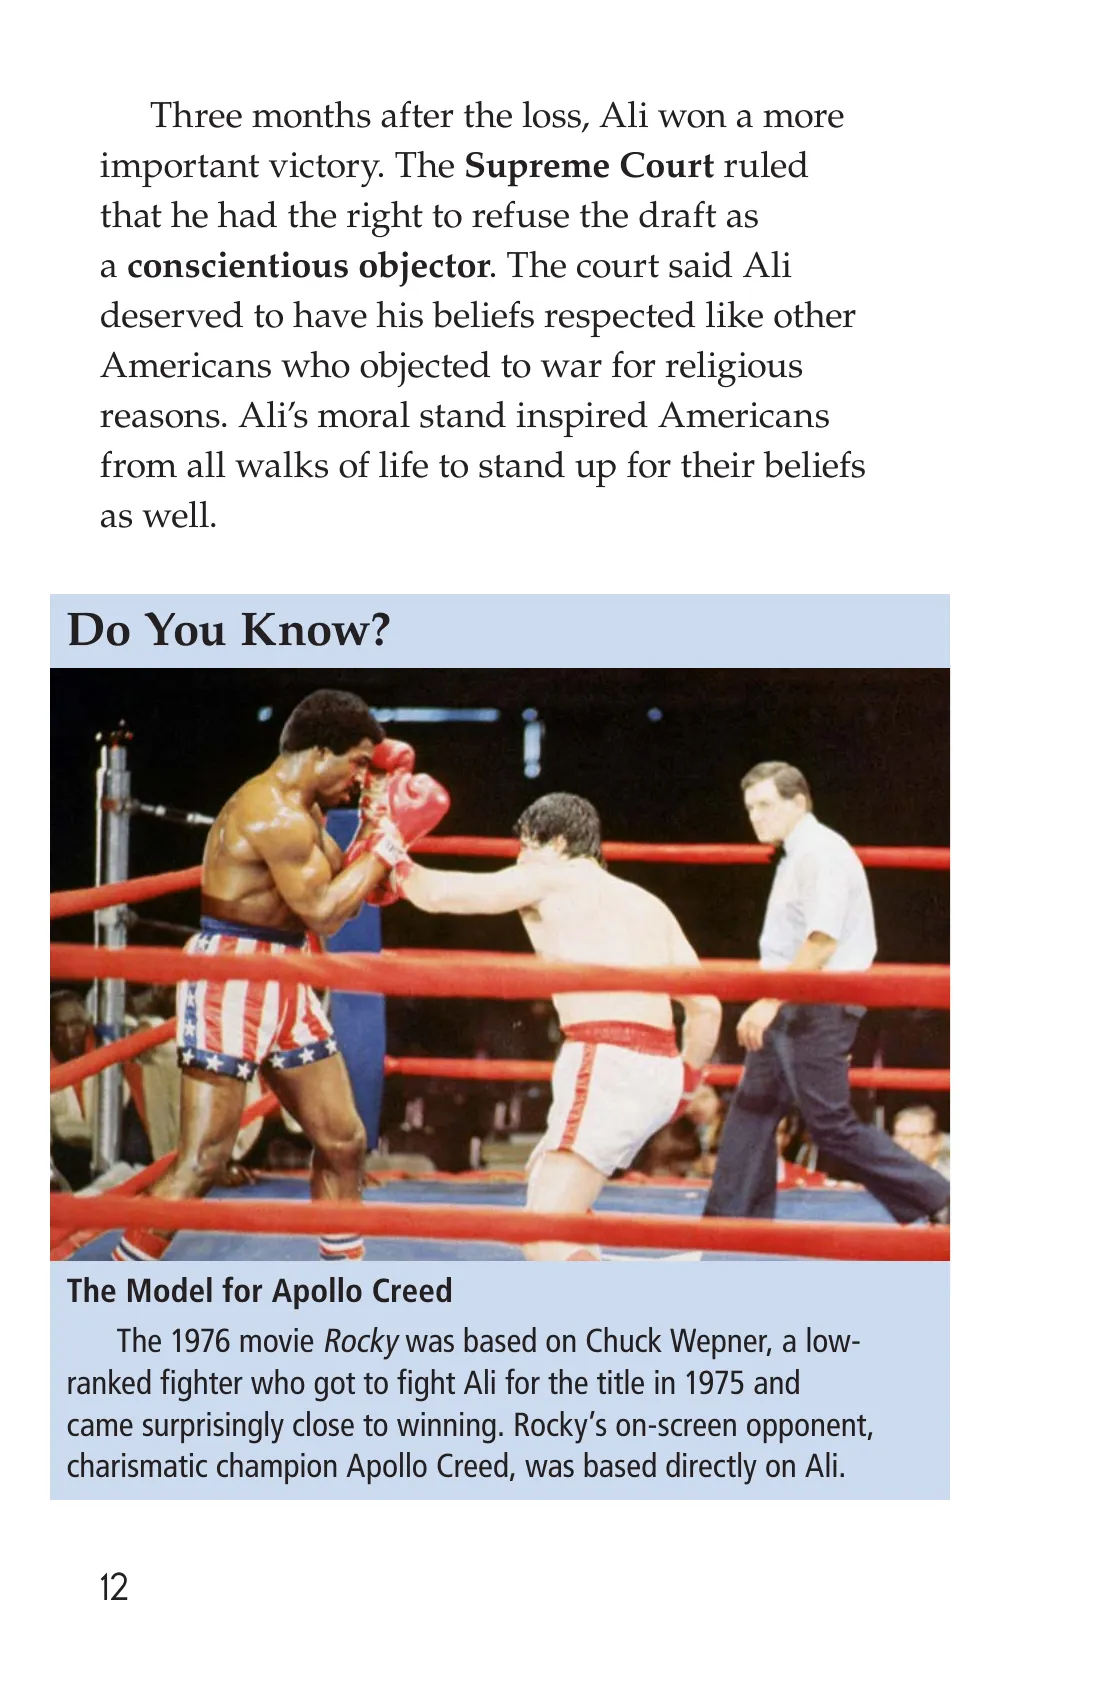 Three months after the loss, Ali won a more
important victory. The Supreme Court ruled
that he had the right to refuse the draft as
a conscientious objector. The court said Ali
deserved to have his beliefs respected like other
Americans who objected to war for religious
reasons. Ali’s moral stand inspired Americans
from all walks of life to stand up for their beliefs
as well.
Do You Know?
The Model for Apollo Creed
The 1976 movie Rocky was based on Chuck Wepner, a low-
ranked fighter who got to fight Ali for the title in 1975 and
came surprisingly close to winning. Rocky’s on-screen opponent,
charismatic champion Apollo Creed, was based directly on Ali.
12